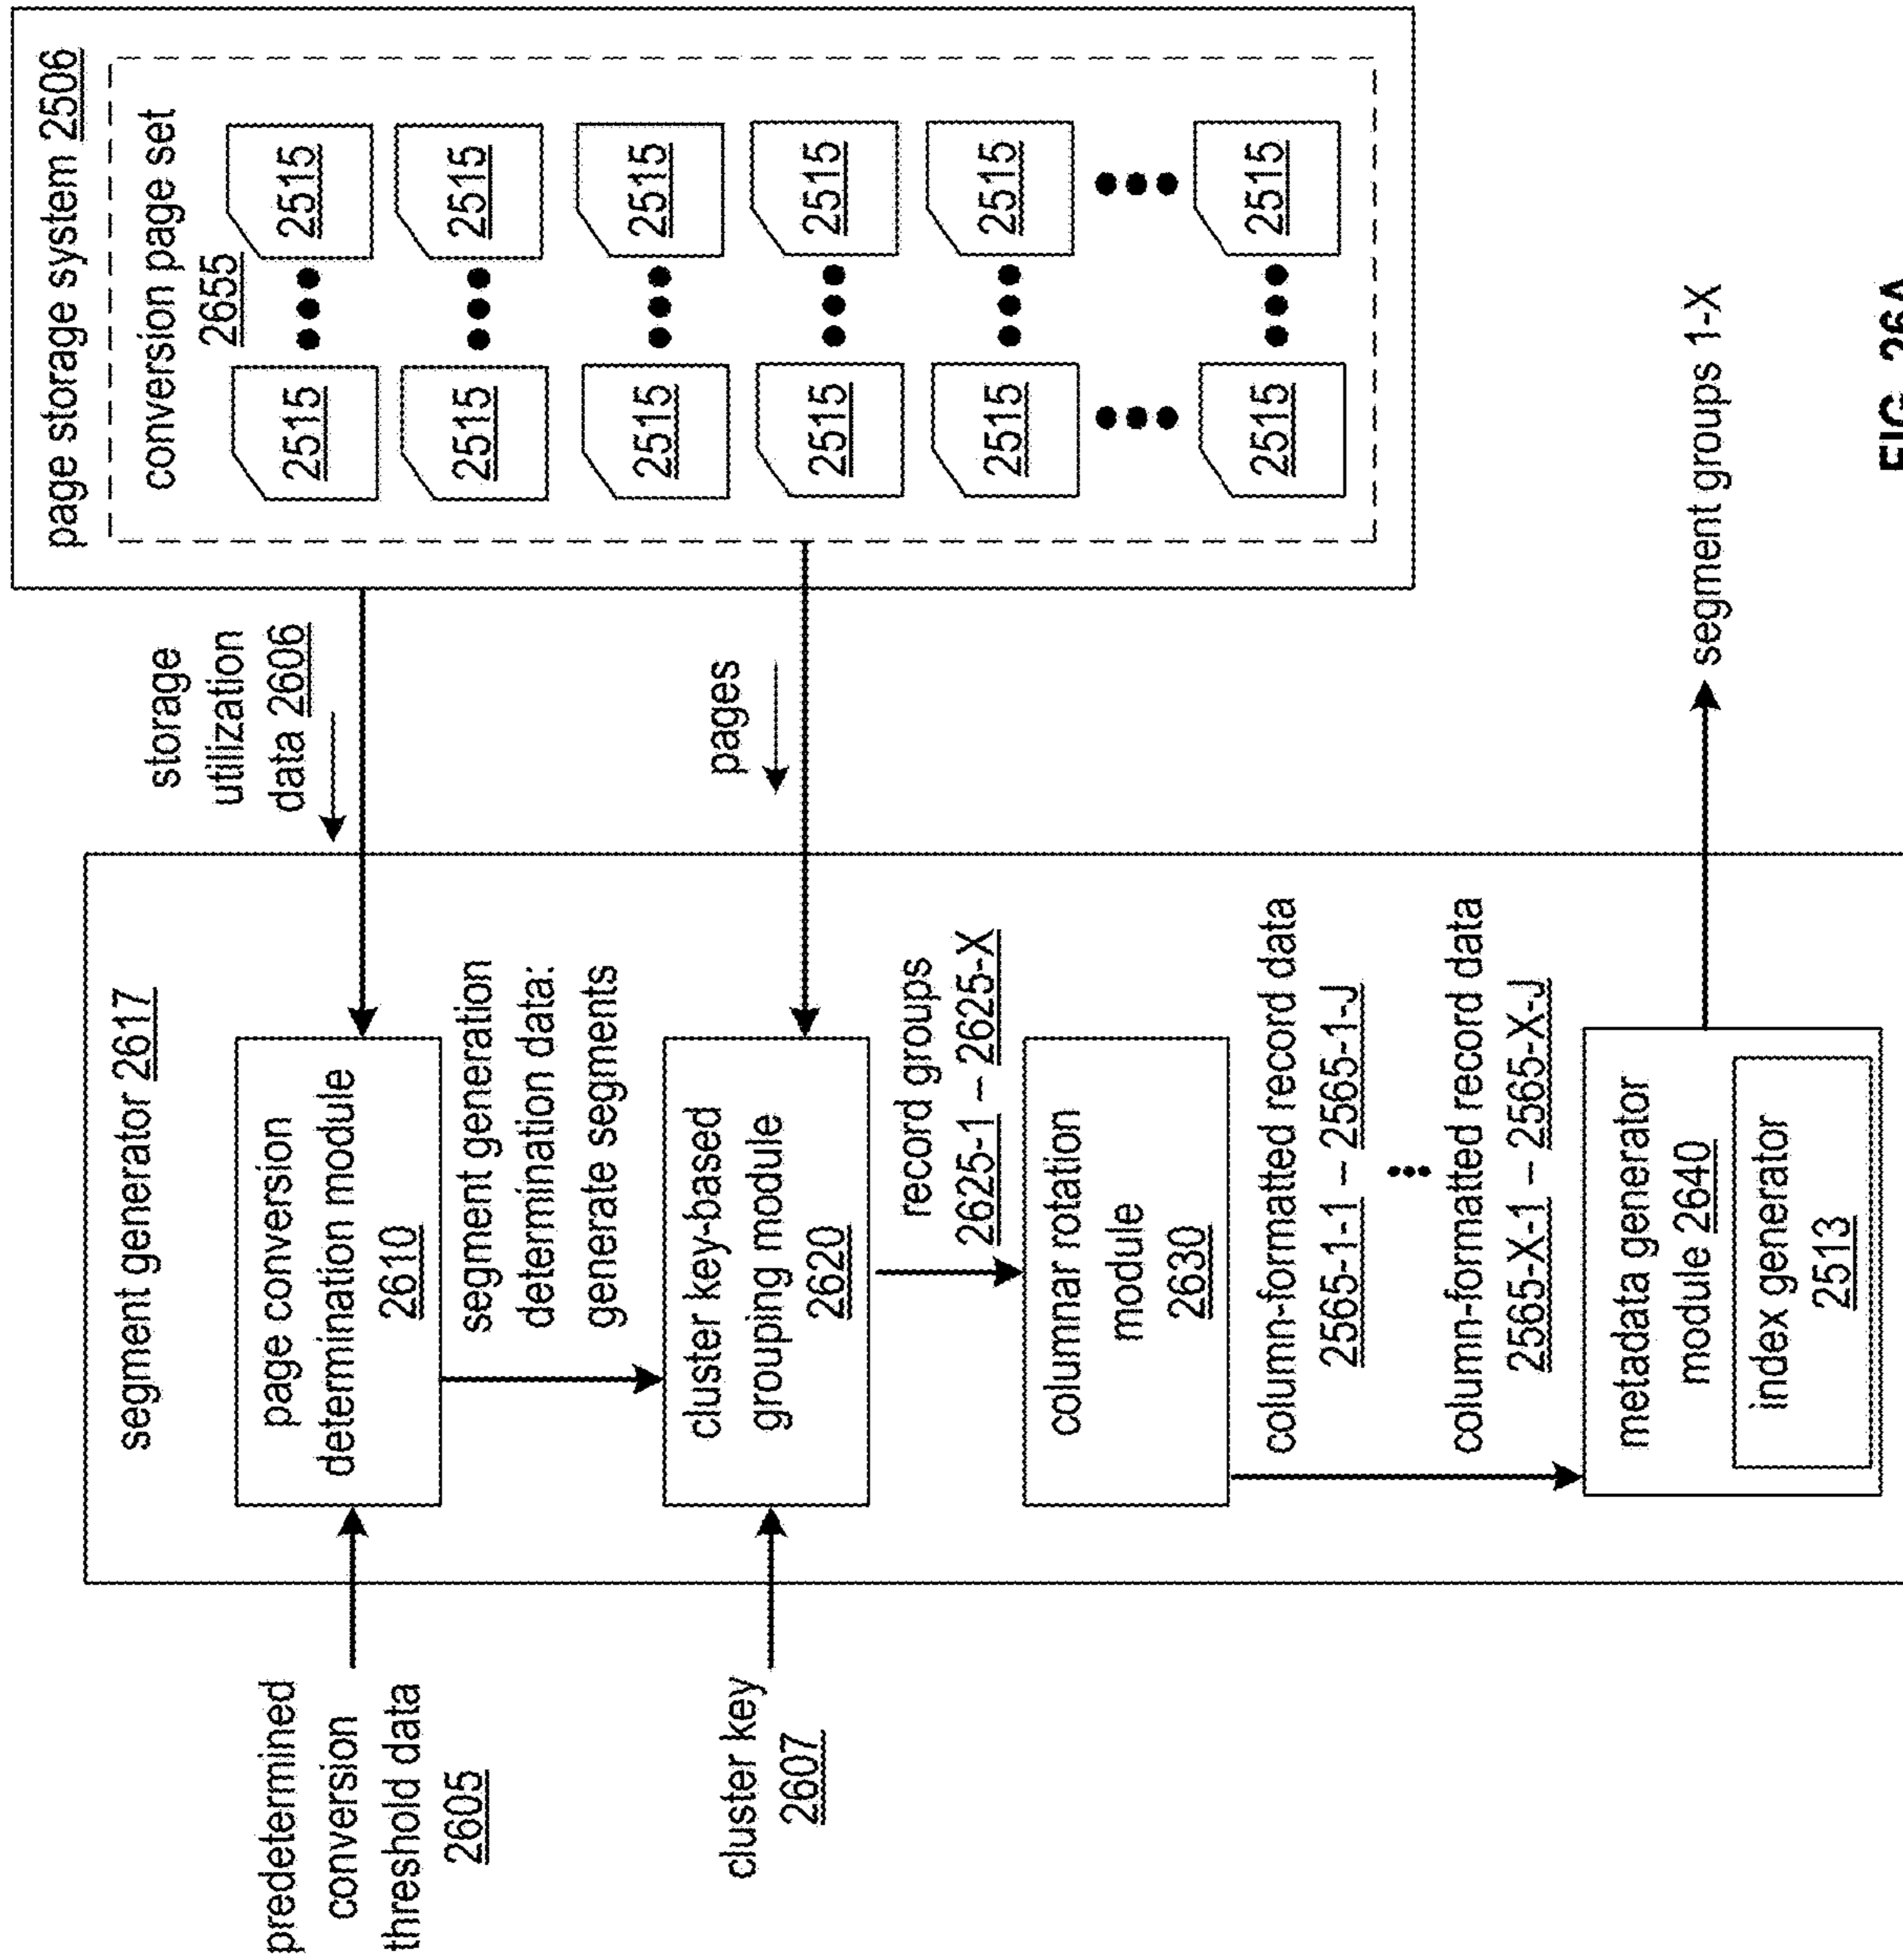 page storage system 2506
conversion page set
2655
2515
2515
2515
2515
2515
2515
2515
2515
2515
2515
2515
2515
storage
utilization
data 2606
pages
segment generator 2617
predetermined
conversion
threshold data
2605
page conversion
determination module
2610
segment generation
determination data:
generate segments
cluster key
2607
cluster key-based
grouping module
2620
record groups
2625-1 – 2625-X
columnar rotation
module
2630
column-formatted record data
2565-1-1 – 2565-1-J
column-formatted record data
2565-X-1 – 2565-X-J
metadata generator
module 2640
index generator
2513
segment groups 1-X
FIG. 26A